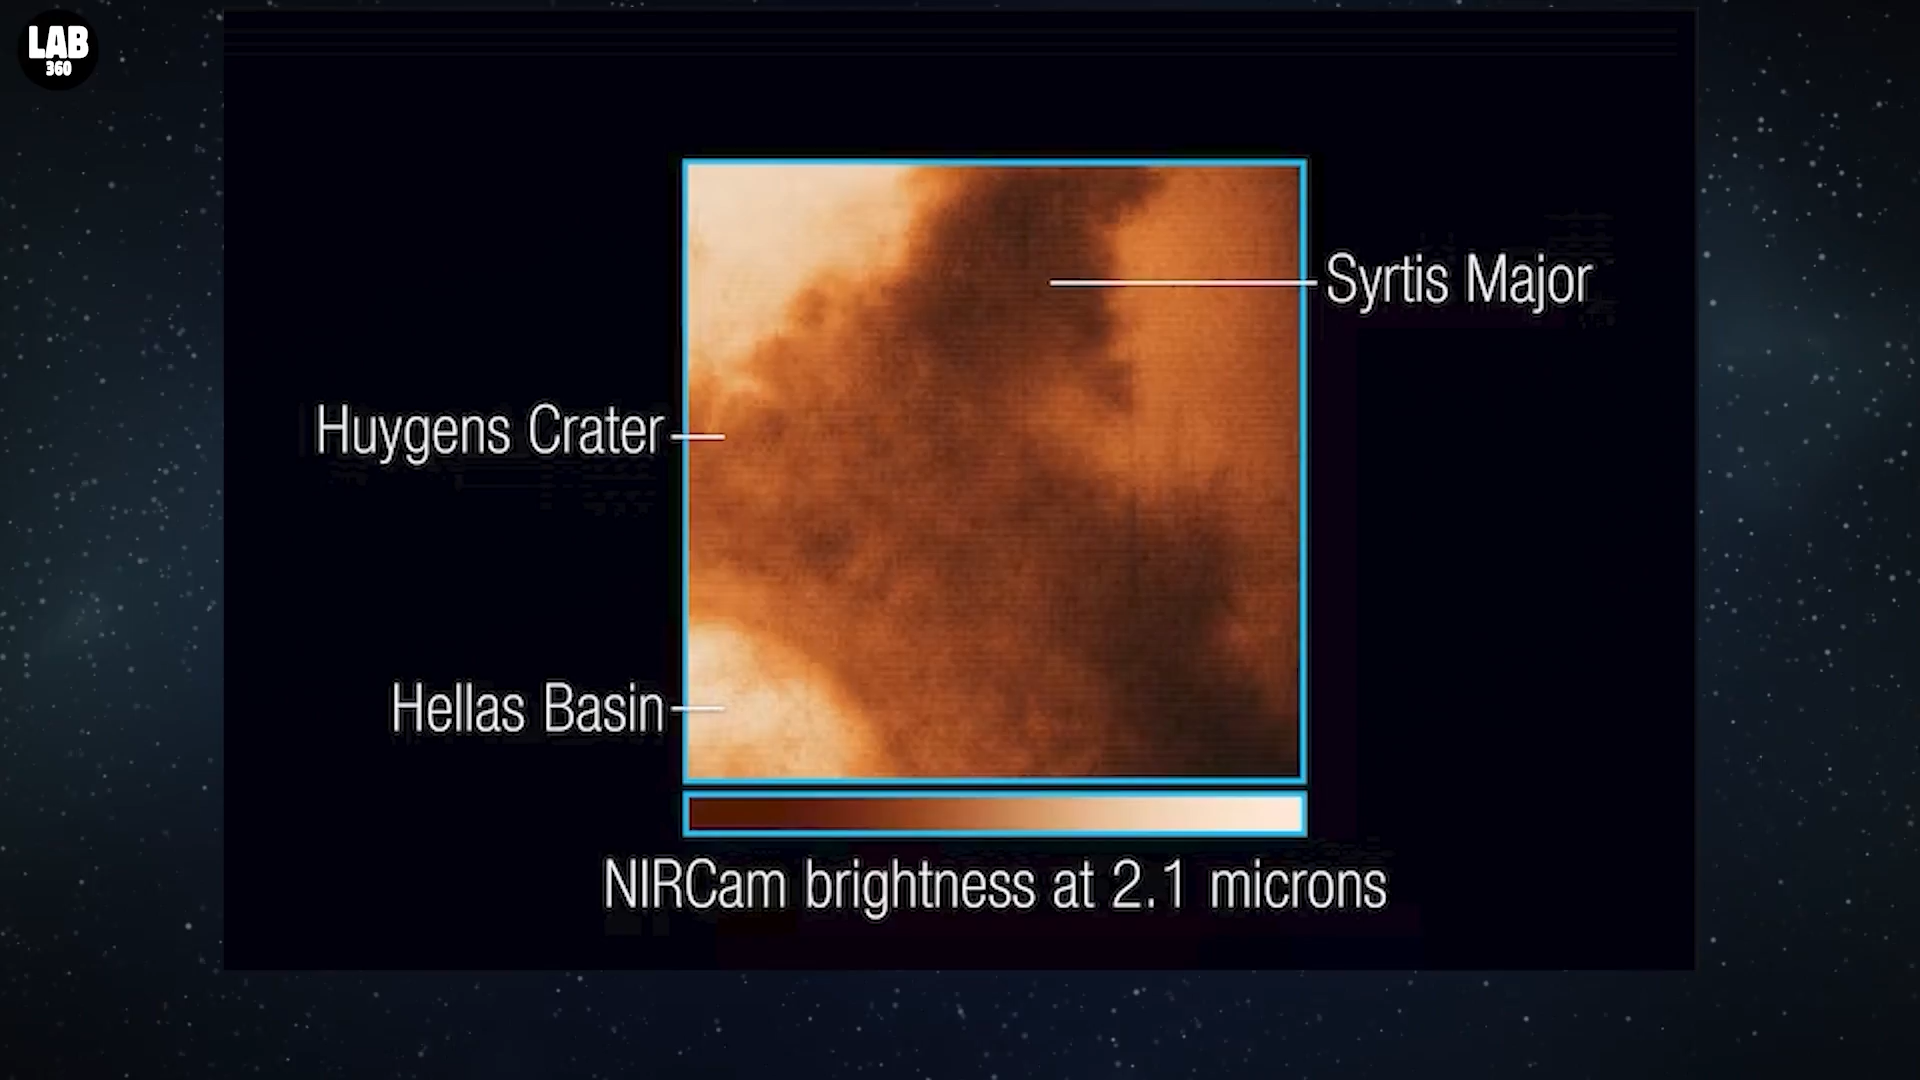 LAB
360
Syrtis Major
Huygens Crater
Hellas Basin
NIRCam brightness at 2.1 microns